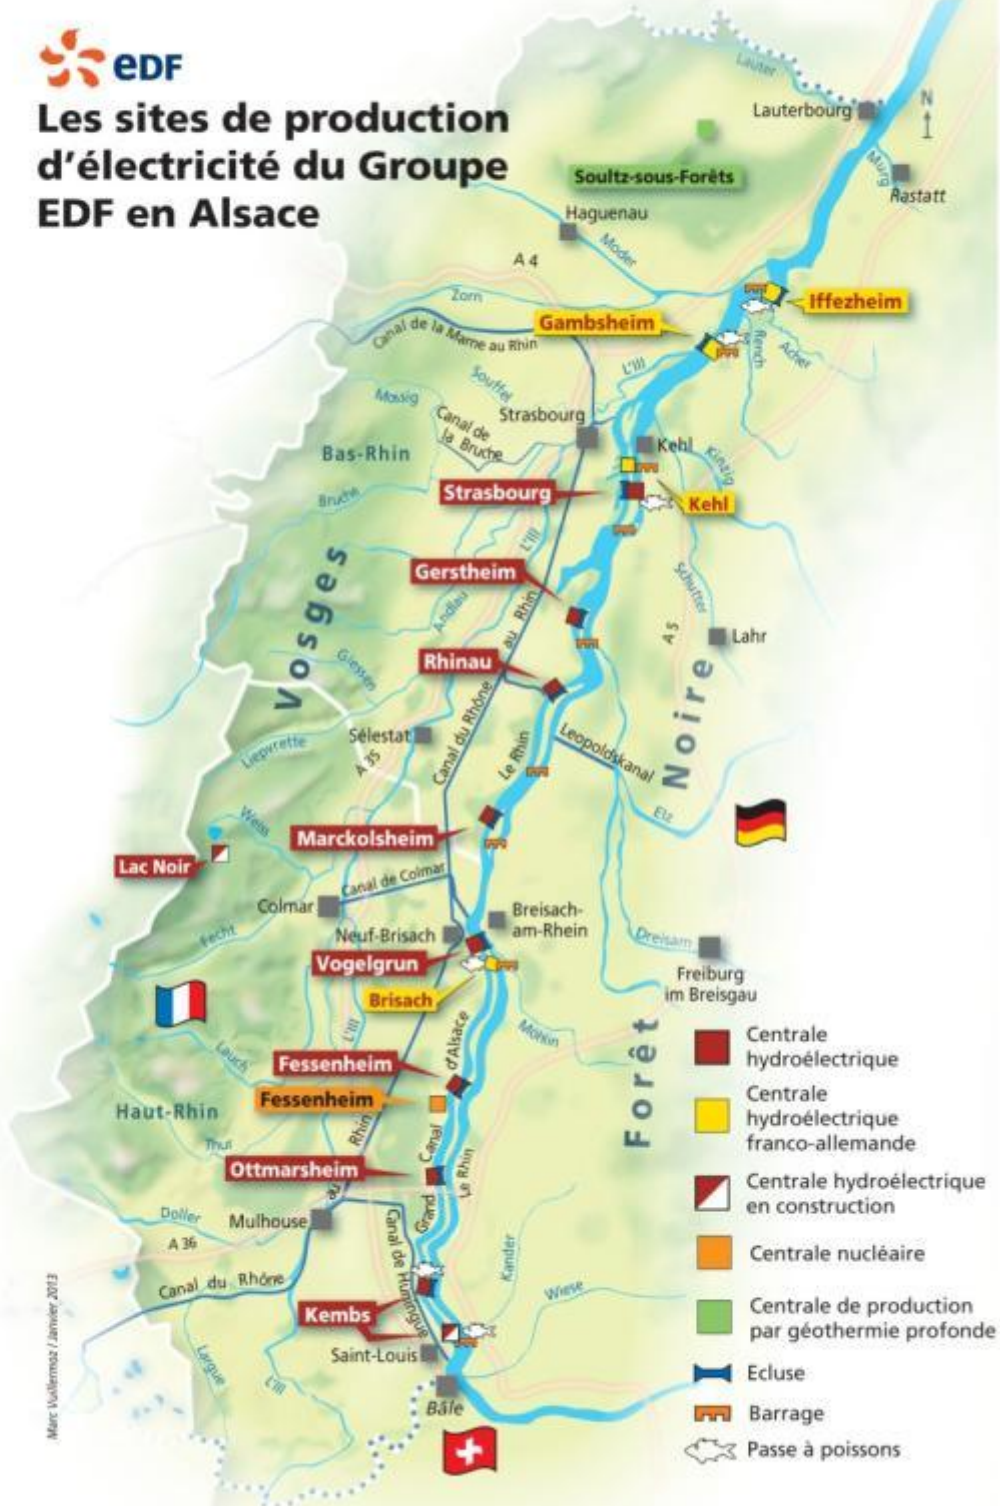 edf
Les sites de production
d'électricité du Groupe
EDF en Alsace
Lauter
Lauterbourg
N
Murg
Rastatt
Soultz-sous-Forêts
Haguenau
Moder
A 4
Zorn
Iffezheim
Gambsheim
Canal de la Marne au Rhin
Rench
Acher
L'Ill
Souffel
Mossig
Canal de
la Bruche
Strasbourg
Kehl
Kinzig
Bas-Rhin
Strasbourg
Kehl
Bruche
L'Ill
Vosges
Gerstheim
Schutter
Andlau
au Rhin
A 5
Lahr
Rhinau
Giessen
Noire
Canal du Rhône
Sélestat
Liepvrette
A 35
Le Rhin
Leopoldskanal
Elz
Weiss
Marckolsheim
Lac Noir
Canal de Colmar
Colmar
Breisach-
am-Rhein
Fecht
Neuf-Brisach
Dreisam
Vogelgrun
Freiburg
im Breisgau
Brisach
L'Ill
Möhlin
Forêt
d'Alsace
Lauch
Fessenheim
Fessenheim
Haut-Rhin
Thur
Rhin
Canal
Le Rhin
Ottmarsheim
au
Grand
Doller
Mulhouse
A 36
Canal de Huningue
Kander
Canal du Rhône
Wiese
Kembs
Saint-Louis
Largue
L'Ill
Bâle
Centrale
hydroélectrique
Centrale
hydroélectrique
franco-allemande
Centrale hydroélectrique
en construction
Centrale nucléaire
Centrale de production
par géothermie profonde
Ecluse
Barrage
Passe à poissons
Marc Vuillermoz / Janvier 2013